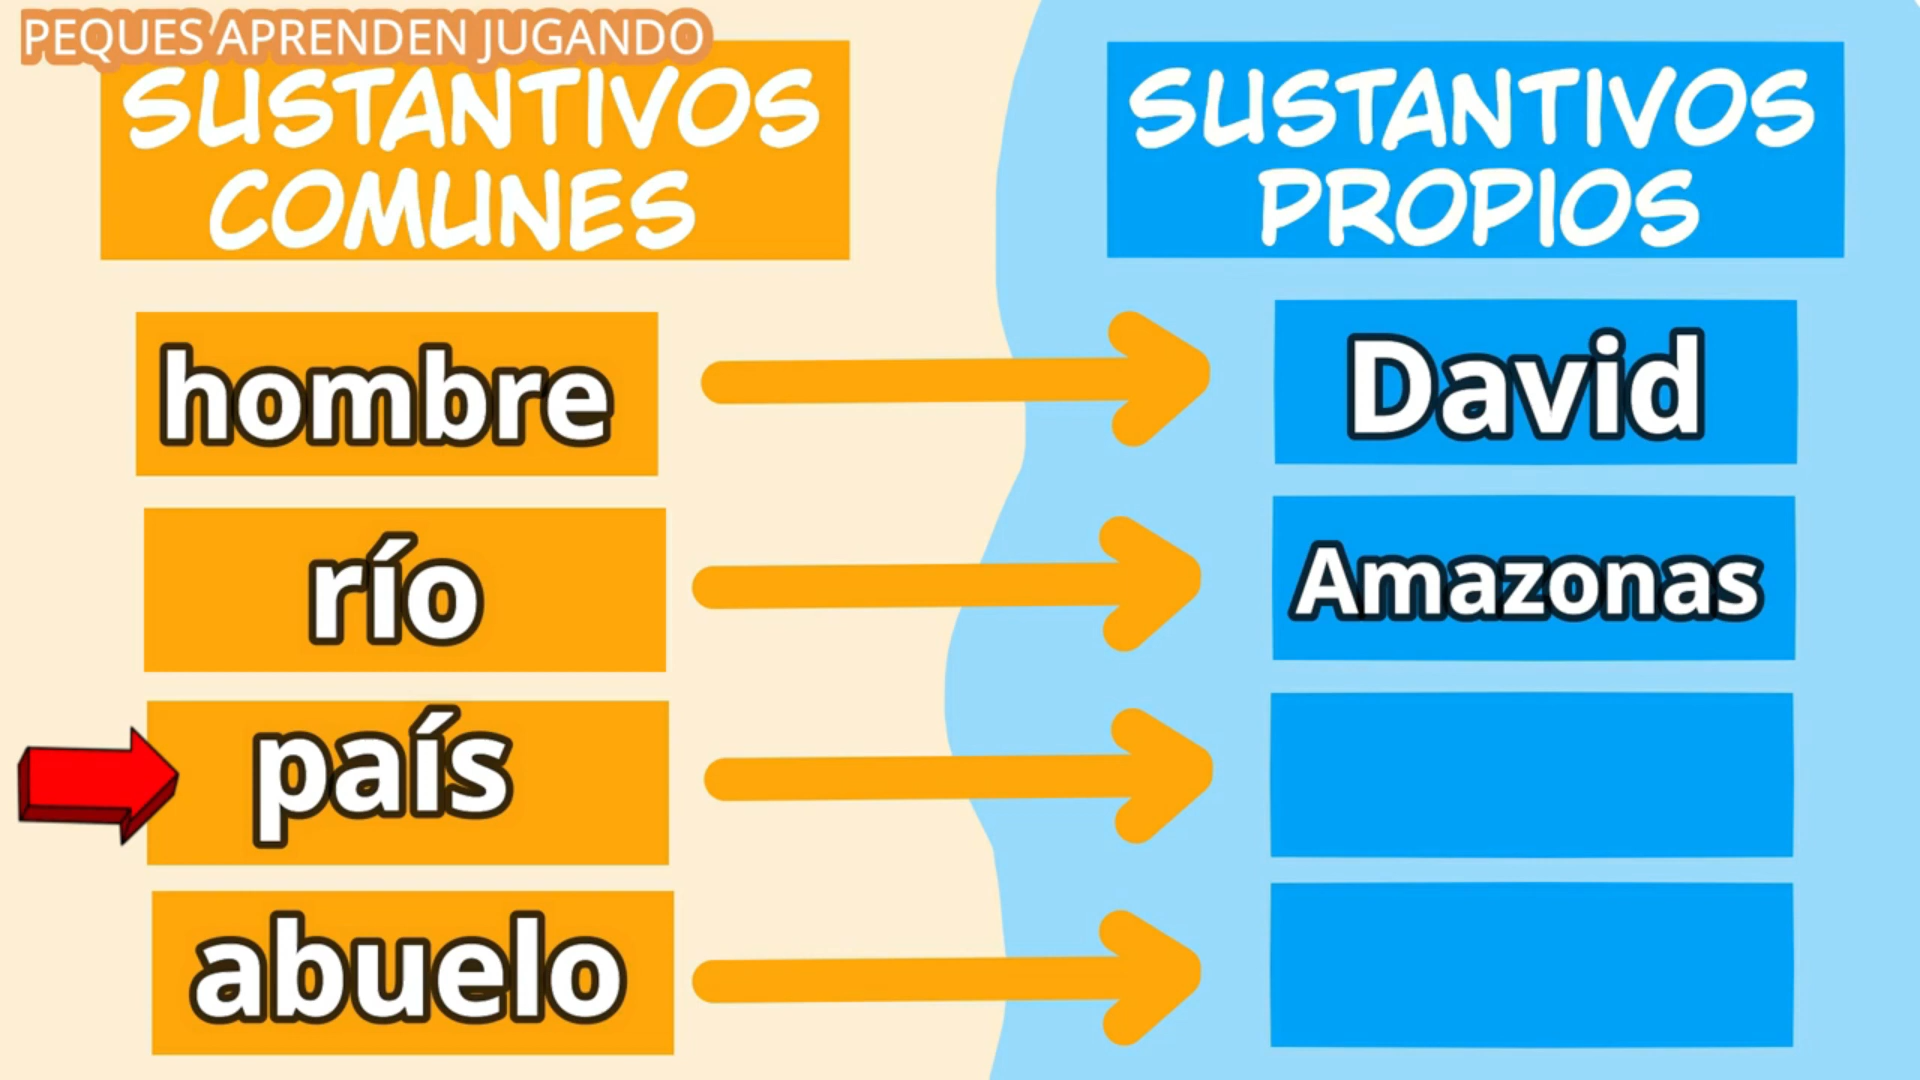 PEQUES APRENDEN JUGANDO
SUSTANTIVOS
COMUNES
SUSTANTIVOS
PROPIOS
hombre
David
río
Amazonas
país
abuelo